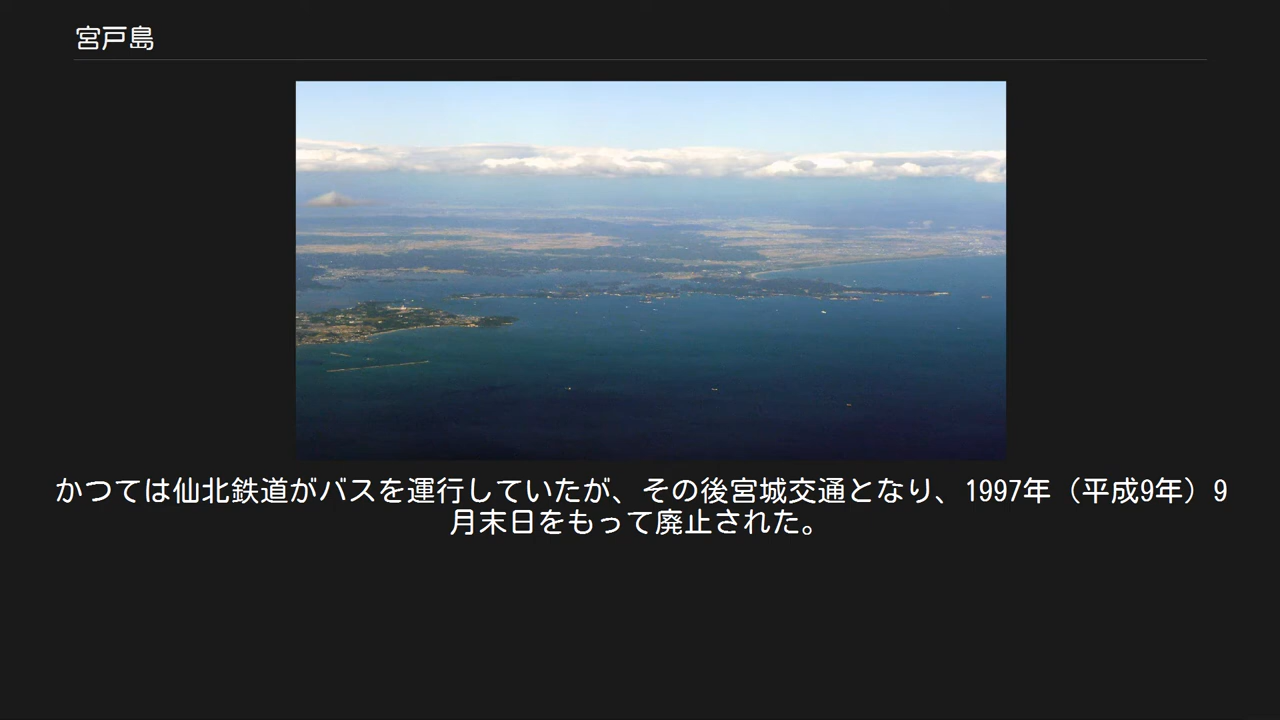 宮戸島
かつては仙北鉄道がバスを運行していたが、その後宮城交通となり、1997年（平成9年）9
月末日をもって廃止された。